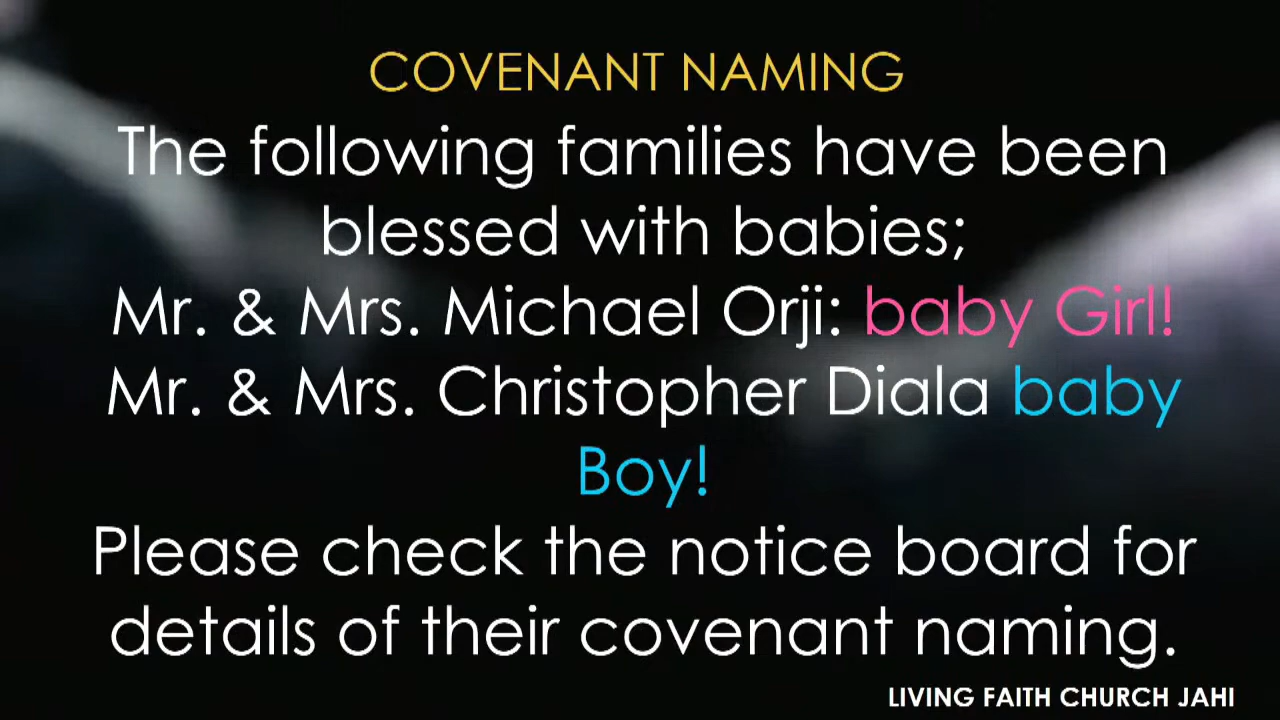 COVENANT NAMING
The following families have been
blessed with babies;
Mr. & Mrs. Michael Orji: baby Girl!
Mr. & Mrs. Christopher Diala baby
Boy!
Please check the notice board for
details of their covenant naming.
LIVING FAITH CHURCH JAHI